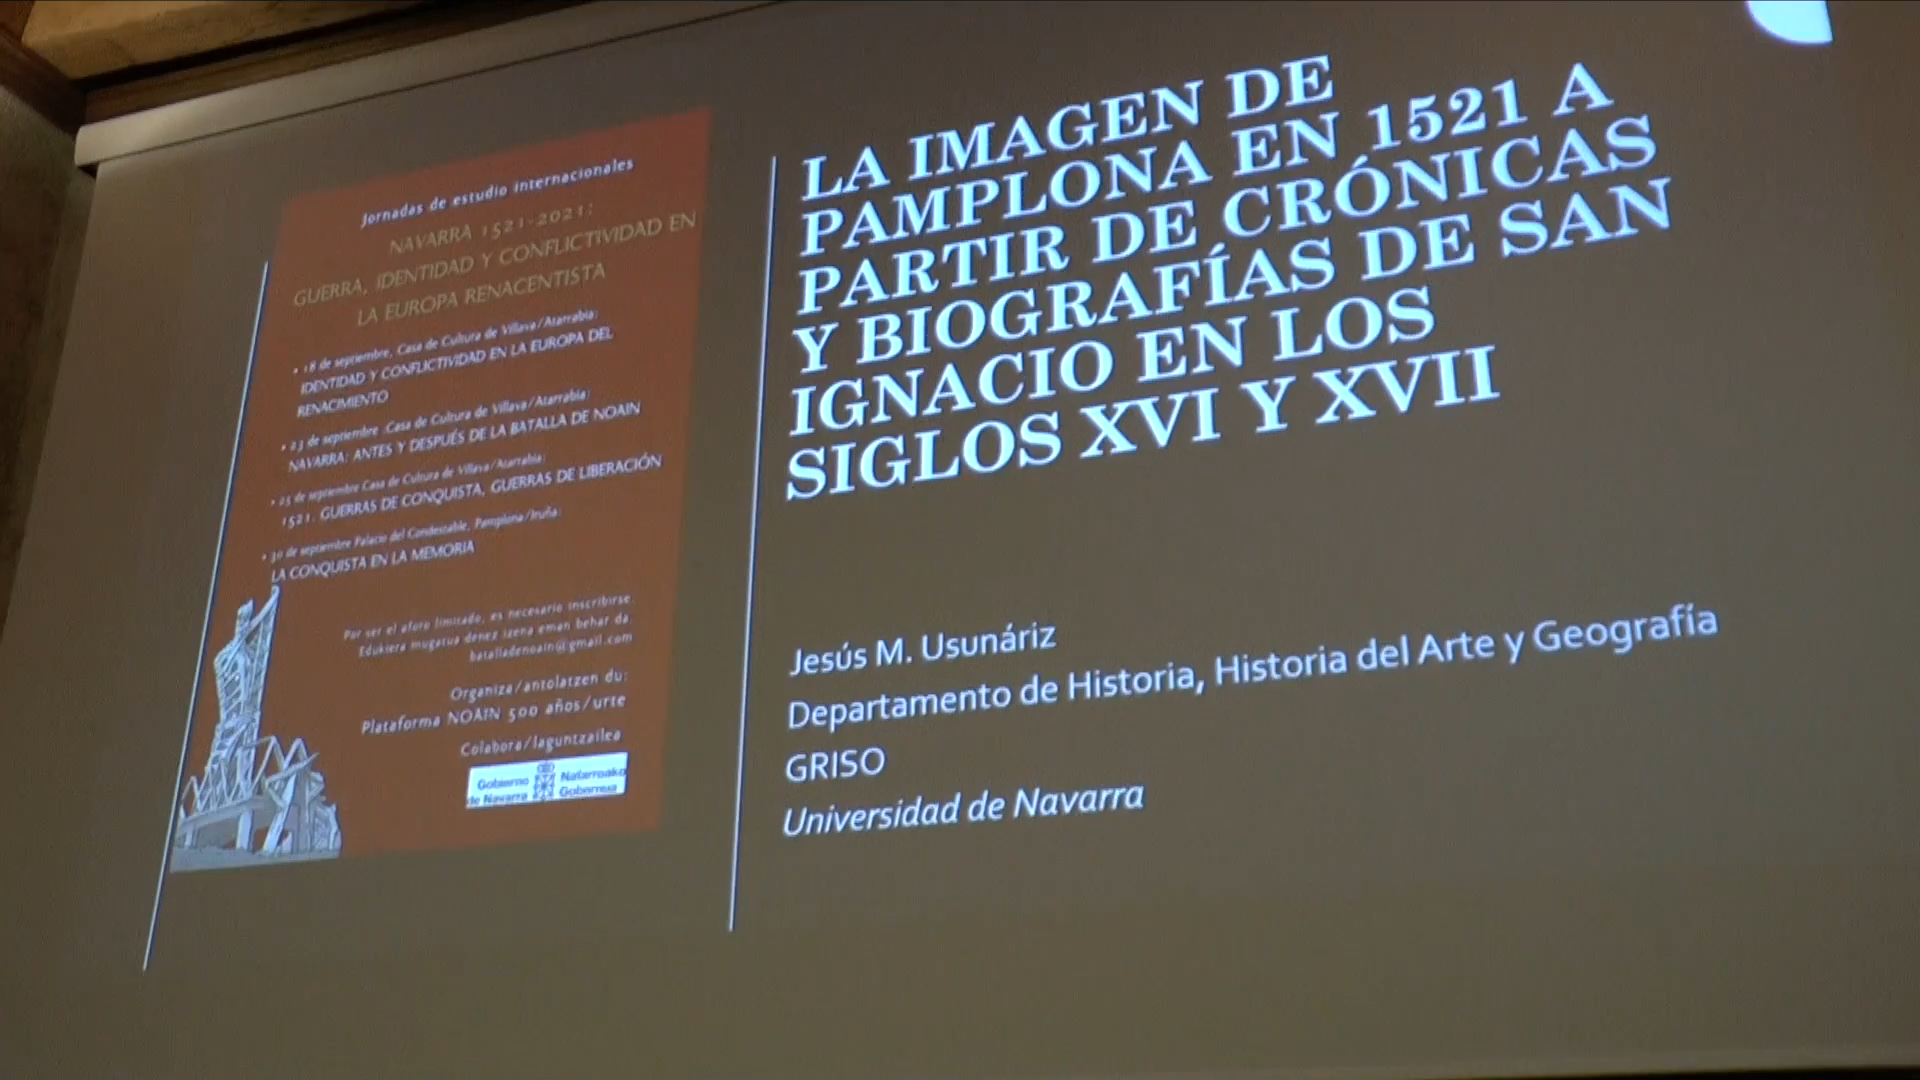 Jornadas de estudio internacionales
NAVARRA 1521-2021:
GUERRA, IDENTIDAD Y CONFLICTIVIDAD EN
LA EUROPA RENACENTISTA
• 18 de septiembre, Casa de Cultura de Villava/Atarrabia:
IDENTIDAD Y CONFLICTIVIDAD EN LA EUROPA DEL
RENACIMIENTO
• 23 de septiembre Casa de Cultura de Villava/Atarrabia:
NAVARRA: ANTES Y DESPUÉS DE LA BATALLA DE NOAIN
• 25 de septiembre Casa de Cultura de Villava/Atarrabia:
1521. GUERRAS DE CONQUISTA, GUERRAS DE LIBERACIÓN
• 30 de septiembre Palacio del Condestable, Pamplona/Iruña:
LA CONQUISTA EN LA MEMORIA
Por ser el aforo limitado, es necesario inscribirse.
Edukiera mugatua denez izena eman behar da
batalladenoain@gmail.com
Organiza/antolatzen du:
Plataforma NOAIN 500 años/urte
Colabora/laguntzailea
Gobierno de Navarra
Nafarroako Gobernua
LA IMAGEN DE
PAMPLONA EN 1521 A
PARTIR DE CRÓNICAS
Y BIOGRAFÍAS DE SAN
IGNACIO EN LOS
SIGLOS XVI Y XVII
Jesús M. Usunáriz
Departamento de Historia, Historia del Arte y Geografía
GRISO
Universidad de Navarra